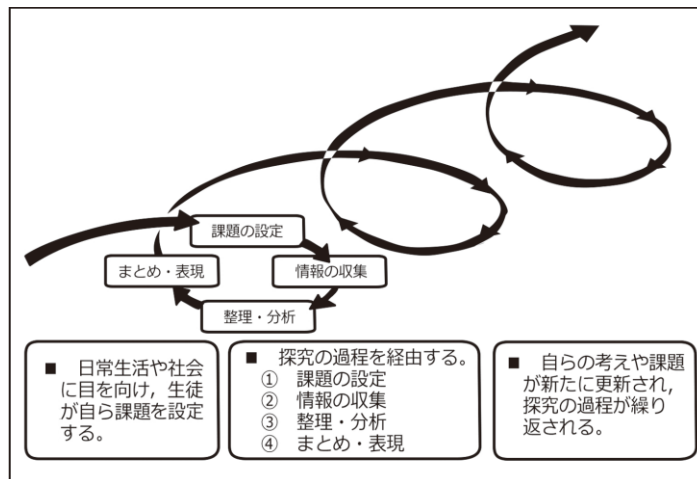 課題の設定
まとめ・表現
情報の収集
整理・分析
■　日常生活や社会
に目を向け，生徒
が自ら課題を設定
する。
■　探究の過程を経由する。
①　課題の設定
②　情報の収集
③　整理・分析
④　まとめ・表現
■　自らの考えや課題
が新たに更新され，
探究の過程が繰り
返される。